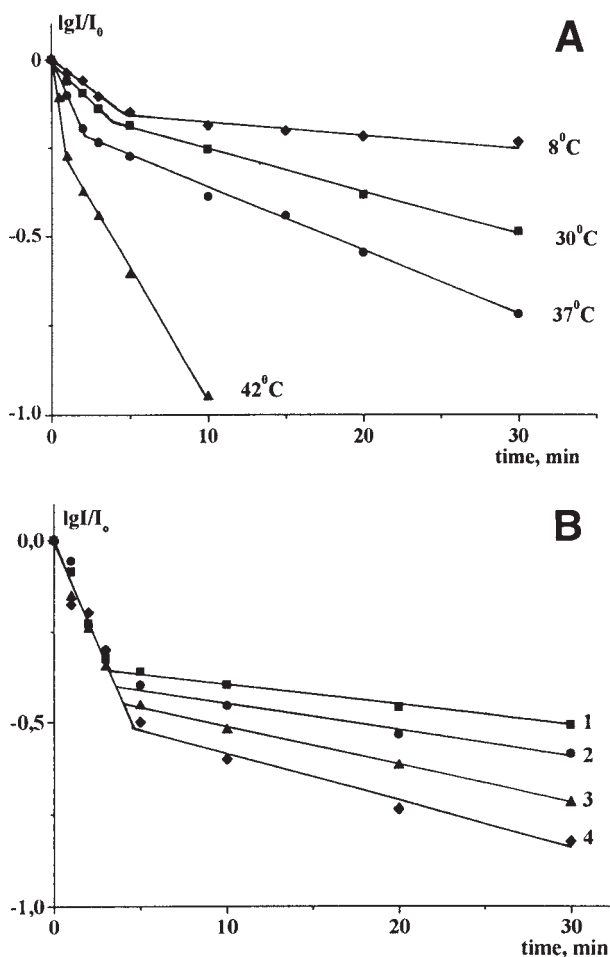 lgI/I₀
A
0
8⁰C
30⁰C
-0.5
37⁰C
42⁰C
-1.0
0 10 20 30
time, min
lgI/Iₒ
B
0,0
-0,5
1
2
3
4
-1,0
0 10 20 30
time, min